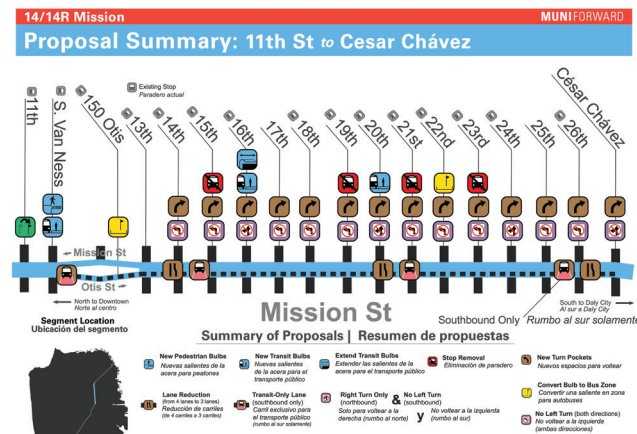 14/14R Mission
MUNIFORWARD
Proposal Summary: 11th St to Cesar Chávez
Existing Stop
Paradero actual
11th
S. Van Ness
150 Otis
13th
14th
15th
16th
17th
18th
19th
20th
21st
22nd
23rd
24th
25th
26th
César Chávez
Mission St
Otis St
North to Downtown
Norte al centro
South to Daly City
Al sur a Daly City
Mission St
Southbound Only Rumbo al sur solamente
Segment Location
Ubicación del segmento
Summary of Proposals | Resumen de propuestas
New Pedestrian Bulbs
Nuevas salientes de
la acera para peatones
New Transit Bulbs
Nuevas salientes de
la acera para el
transporte público
Extend Transit Bulbs
Extender las salientes de
acera para el transporte público
Stop Removal
Eliminación de paradero
New Turn Pockets
Nuevos espacios para voltear
Lane Reduction
(from 4 lanes to 3 lanes)
Reducción de carriles
(de 4 carriles a 3 carriles)
Transit-Only Lane
(southbound only)
Carril exclusivo para
el transporte público
(rumbo al sur solamente)
Right Turn Only
(northbound)
Solo para voltear a la
derecha (rumbo al norte)
&
y
No Left Turn
(southbound)
No voltear a la izquierda
(rumbo al sur)
Convert Bulb to Bus Zone
Convertir una saliente en zona
para autobuses
No Left Turn (both directions)
No voltear a la izquierda
(ambas direcciones)